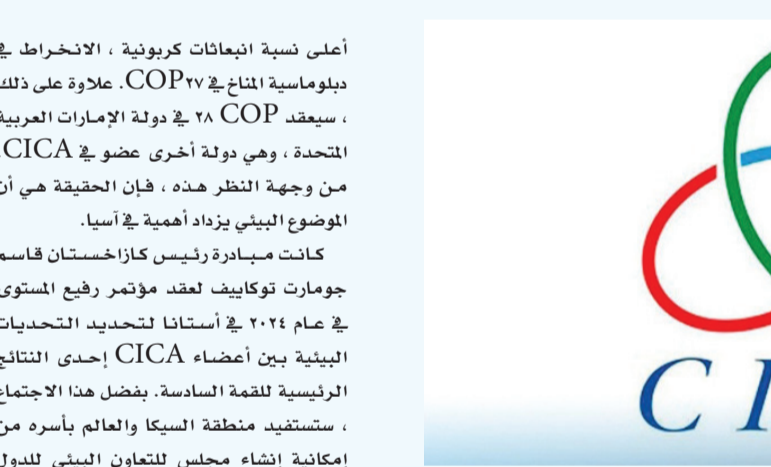 أعلى نسبة انبعاثات كربونية ، الانخراط في
دبلوماسية المناخ في COP٢٧. علاوة على ذلك
، سيعقد COP ٢٨ في دولة الإمارات العربية
المتحدة ، وهي دولة أخرى عضو في CICA.
من وجهة النظر هذه ، فإن الحقيقة هي أن
الموضوع البيئي يزداد أهمية في آسيا.
كانت مبادرة رئيس كازاخستان قاسم
جومارت توكاييف لعقد مؤتمر رفيع المستوى
في عام ٢٠٢٤ في أستانا لتحديد التحديات
البيئية بين أعضاء CICA إحدى النتائج
الرئيسية للقمة السادسة. بفضل هذا الاجتماع
، ستستفيد منطقة السيكا والعالم بأسره من
إمكانية إنشاء مجلس للتعاون البيئي للدول
C I